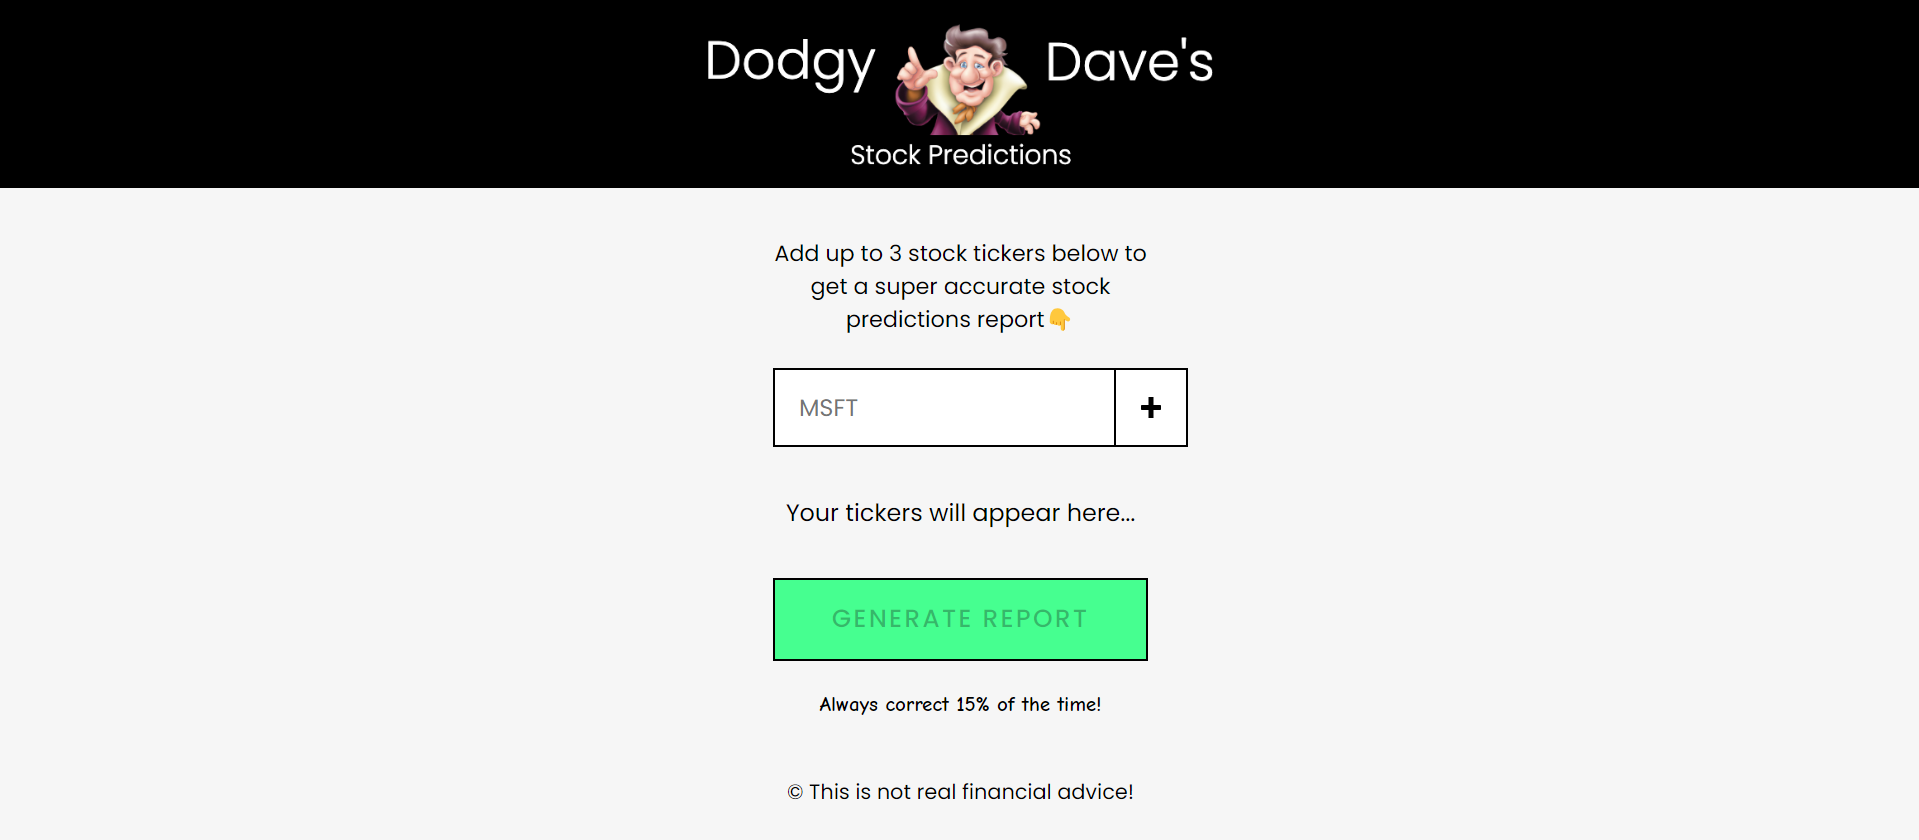 Dodgy Dave's
Stock Predictions
Add up to 3 stock tickers below to
get a super accurate stock
predictions report👇
MSFT
+
Your tickers will appear here...
GENERATE REPORT
Always correct 15% of the time!
© This is not real financial advice!